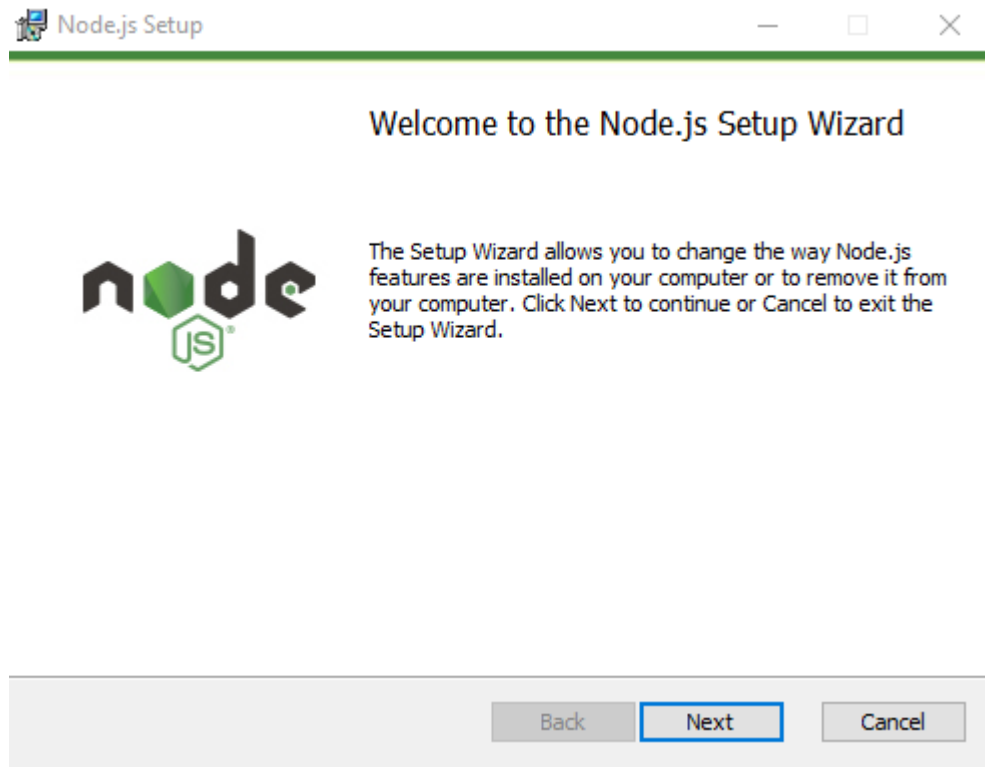 Node.js Setup
Welcome to the Node.js Setup Wizard
node
JS
The Setup Wizard allows you to change the way Node.js
features are installed on your computer or to remove it from
your computer. Click Next to continue or Cancel to exit the
Setup Wizard.
Back Next Cancel